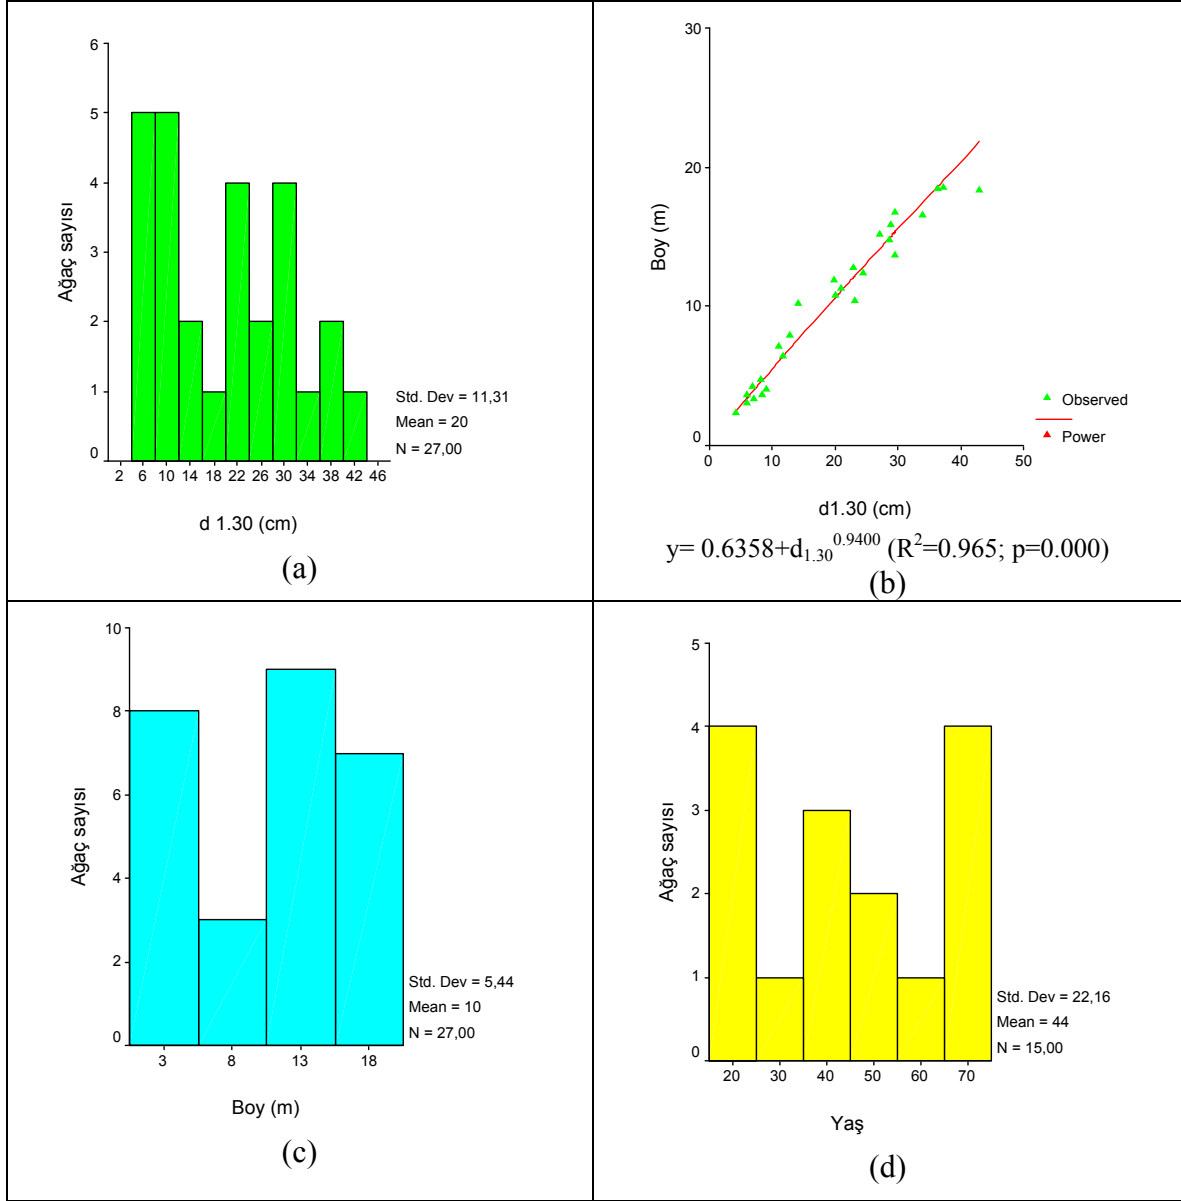 6
5
4
3
2
1
0
Ağaç sayısı
2 6 10 14 18 22 26 30 34 38 42 46
d 1.30 (cm)
Std. Dev = 11,31
Mean = 20
N = 27,00
(a)
30
20
10
0
Boy (m)
0 10 20 30 40 50
d1.30 (cm)
Observed
Power
y= 0.6358+d1.30^0.9400 (R²=0.965; p=0.000)
(b)
10
8
6
4
2
0
Ağaç sayısı
3 8 13 18
Boy (m)
Std. Dev = 5,44
Mean = 10
N = 27,00
(c)
5
4
3
2
1
0
Ağaç sayısı
20 30 40 50 60 70
Yaş
Std. Dev = 22,16
Mean = 44
N = 15,00
(d)